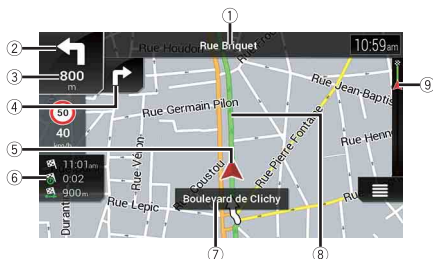 ①
② Rue Houdon Rue Briquet 10:59am
③ 800
m
④
Rue Jean-Baptis
50 Rue Germain Pilon
40
km/h
Rue Henn
⑤
Rue Véron
Rue Pierre Fontaine
Coustou
⑥ 11:01am
0:02
900m
Boulevard de Clichy
Rue Lepic
Durant
Ru
⑦ ⑧
⑨